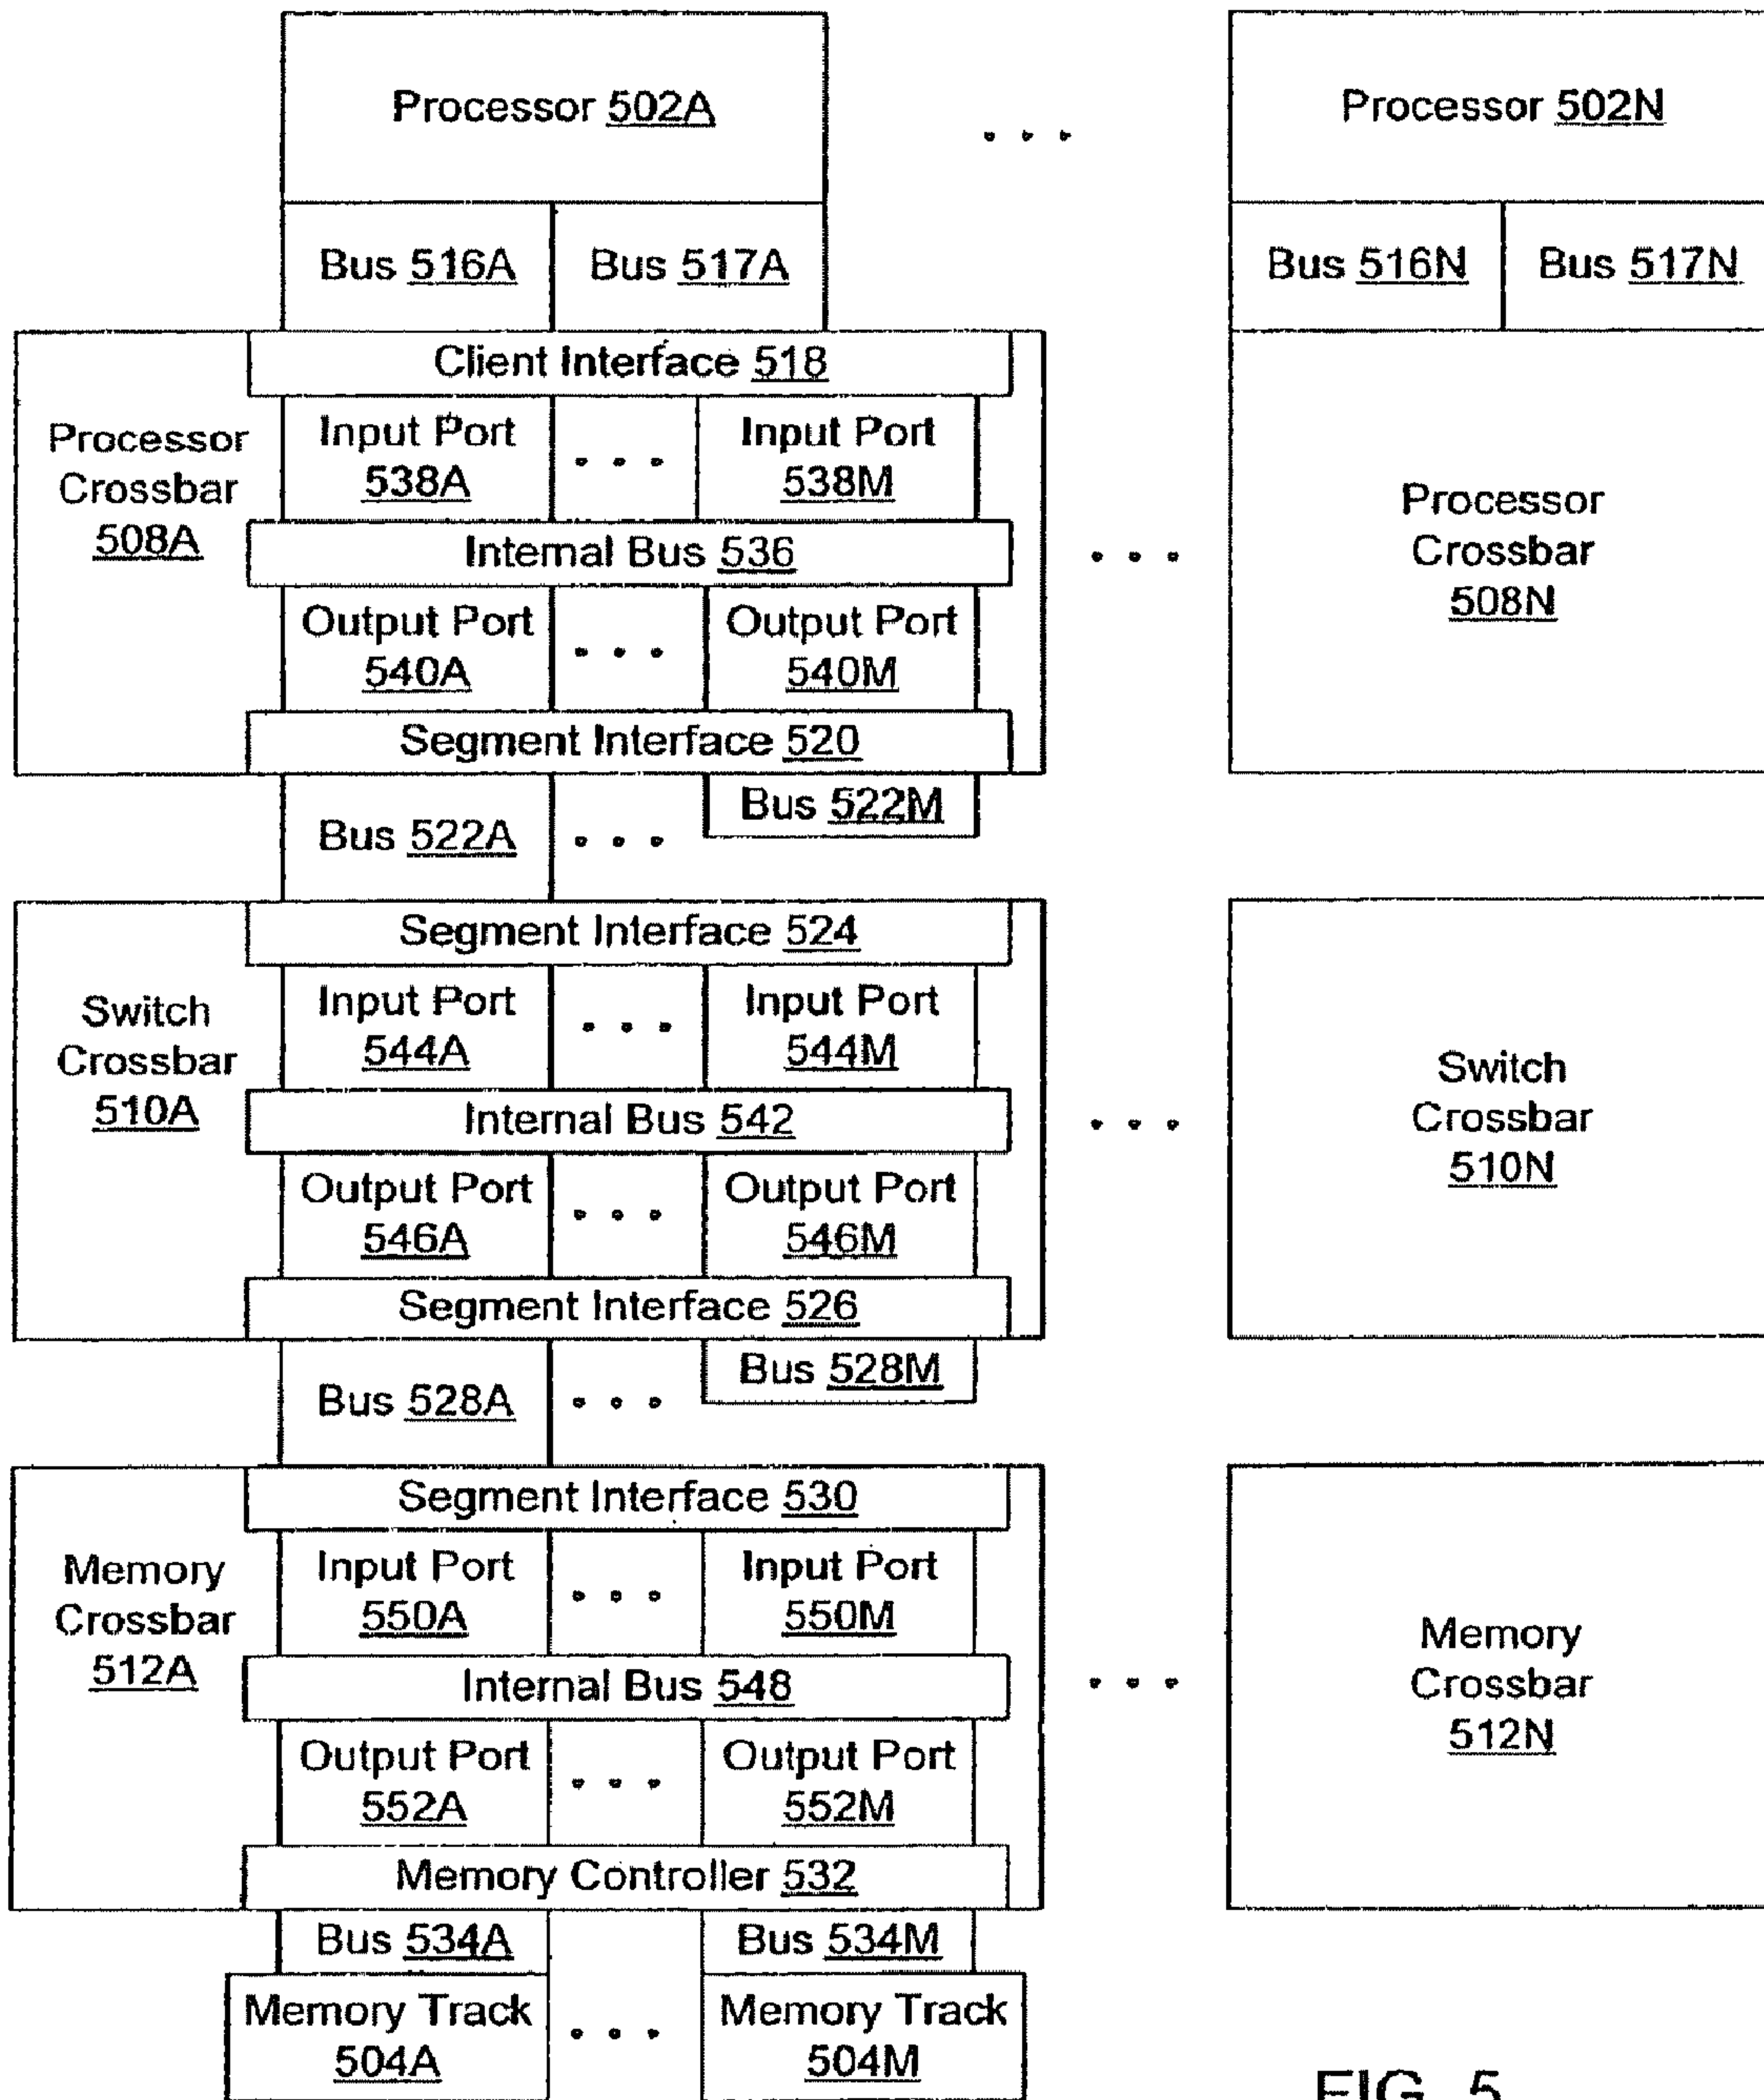 Processor 502A
Processor 502N
. . .
Bus 516A
Bus 517A
Bus 516N
Bus 517N
Client Interface 518
Processor
Crossbar
508A
Input Port
538A
. . .
Input Port
538M
Internal Bus 536
Output Port
540A
. . .
Output Port
540M
Segment Interface 520
. . .
Processor
Crossbar
508N
Bus 522A
. . .
Bus 522M
Segment Interface 524
Switch
Crossbar
510A
Input Port
544A
. . .
Input Port
544M
Internal Bus 542
Output Port
546A
. . .
Output Port
546M
Segment Interface 526
. . .
Switch
Crossbar
510N
Bus 528A
. . .
Bus 528M
Segment Interface 530
Memory
Crossbar
512A
Input Port
550A
. . .
Input Port
550M
Internal Bus 548
Output Port
552A
. . .
Output Port
552M
Memory Controller 532
. . .
Memory
Crossbar
512N
Bus 534A
Bus 534M
Memory Track
504A
. . .
Memory Track
504M
FIG. 5